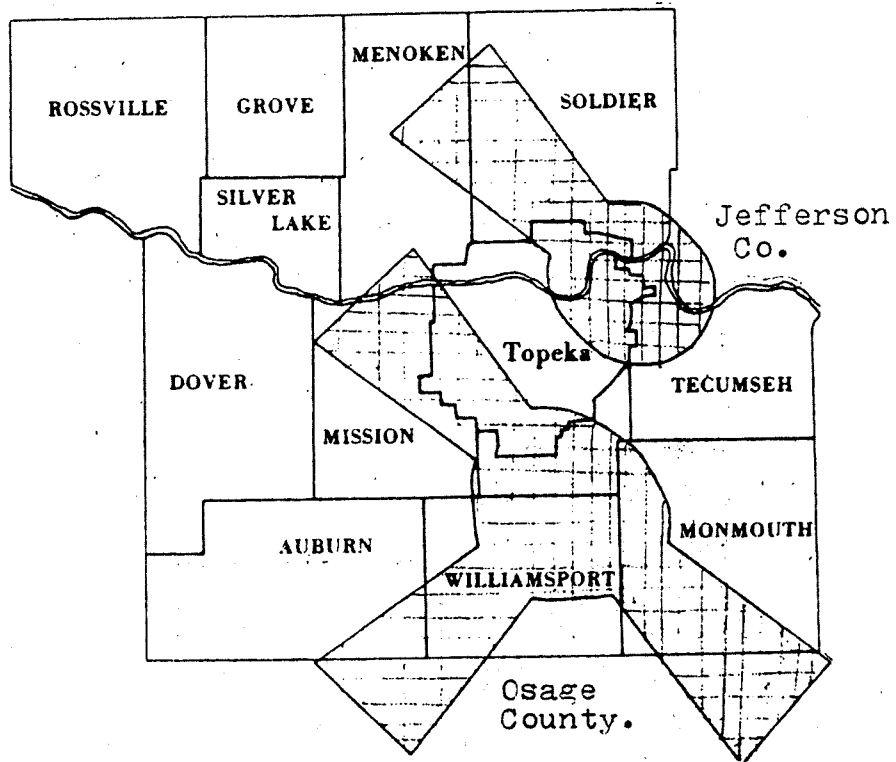 MENOKEN
ROSSVILLE
GROVE
SOLDIER
SILVER
LAKE
Jefferson
Co.
Topeka
DOVER
TECUMSEH
MISSION
MONMOUTH
AUBURN
WILLIAMSPORT
Osage
County.